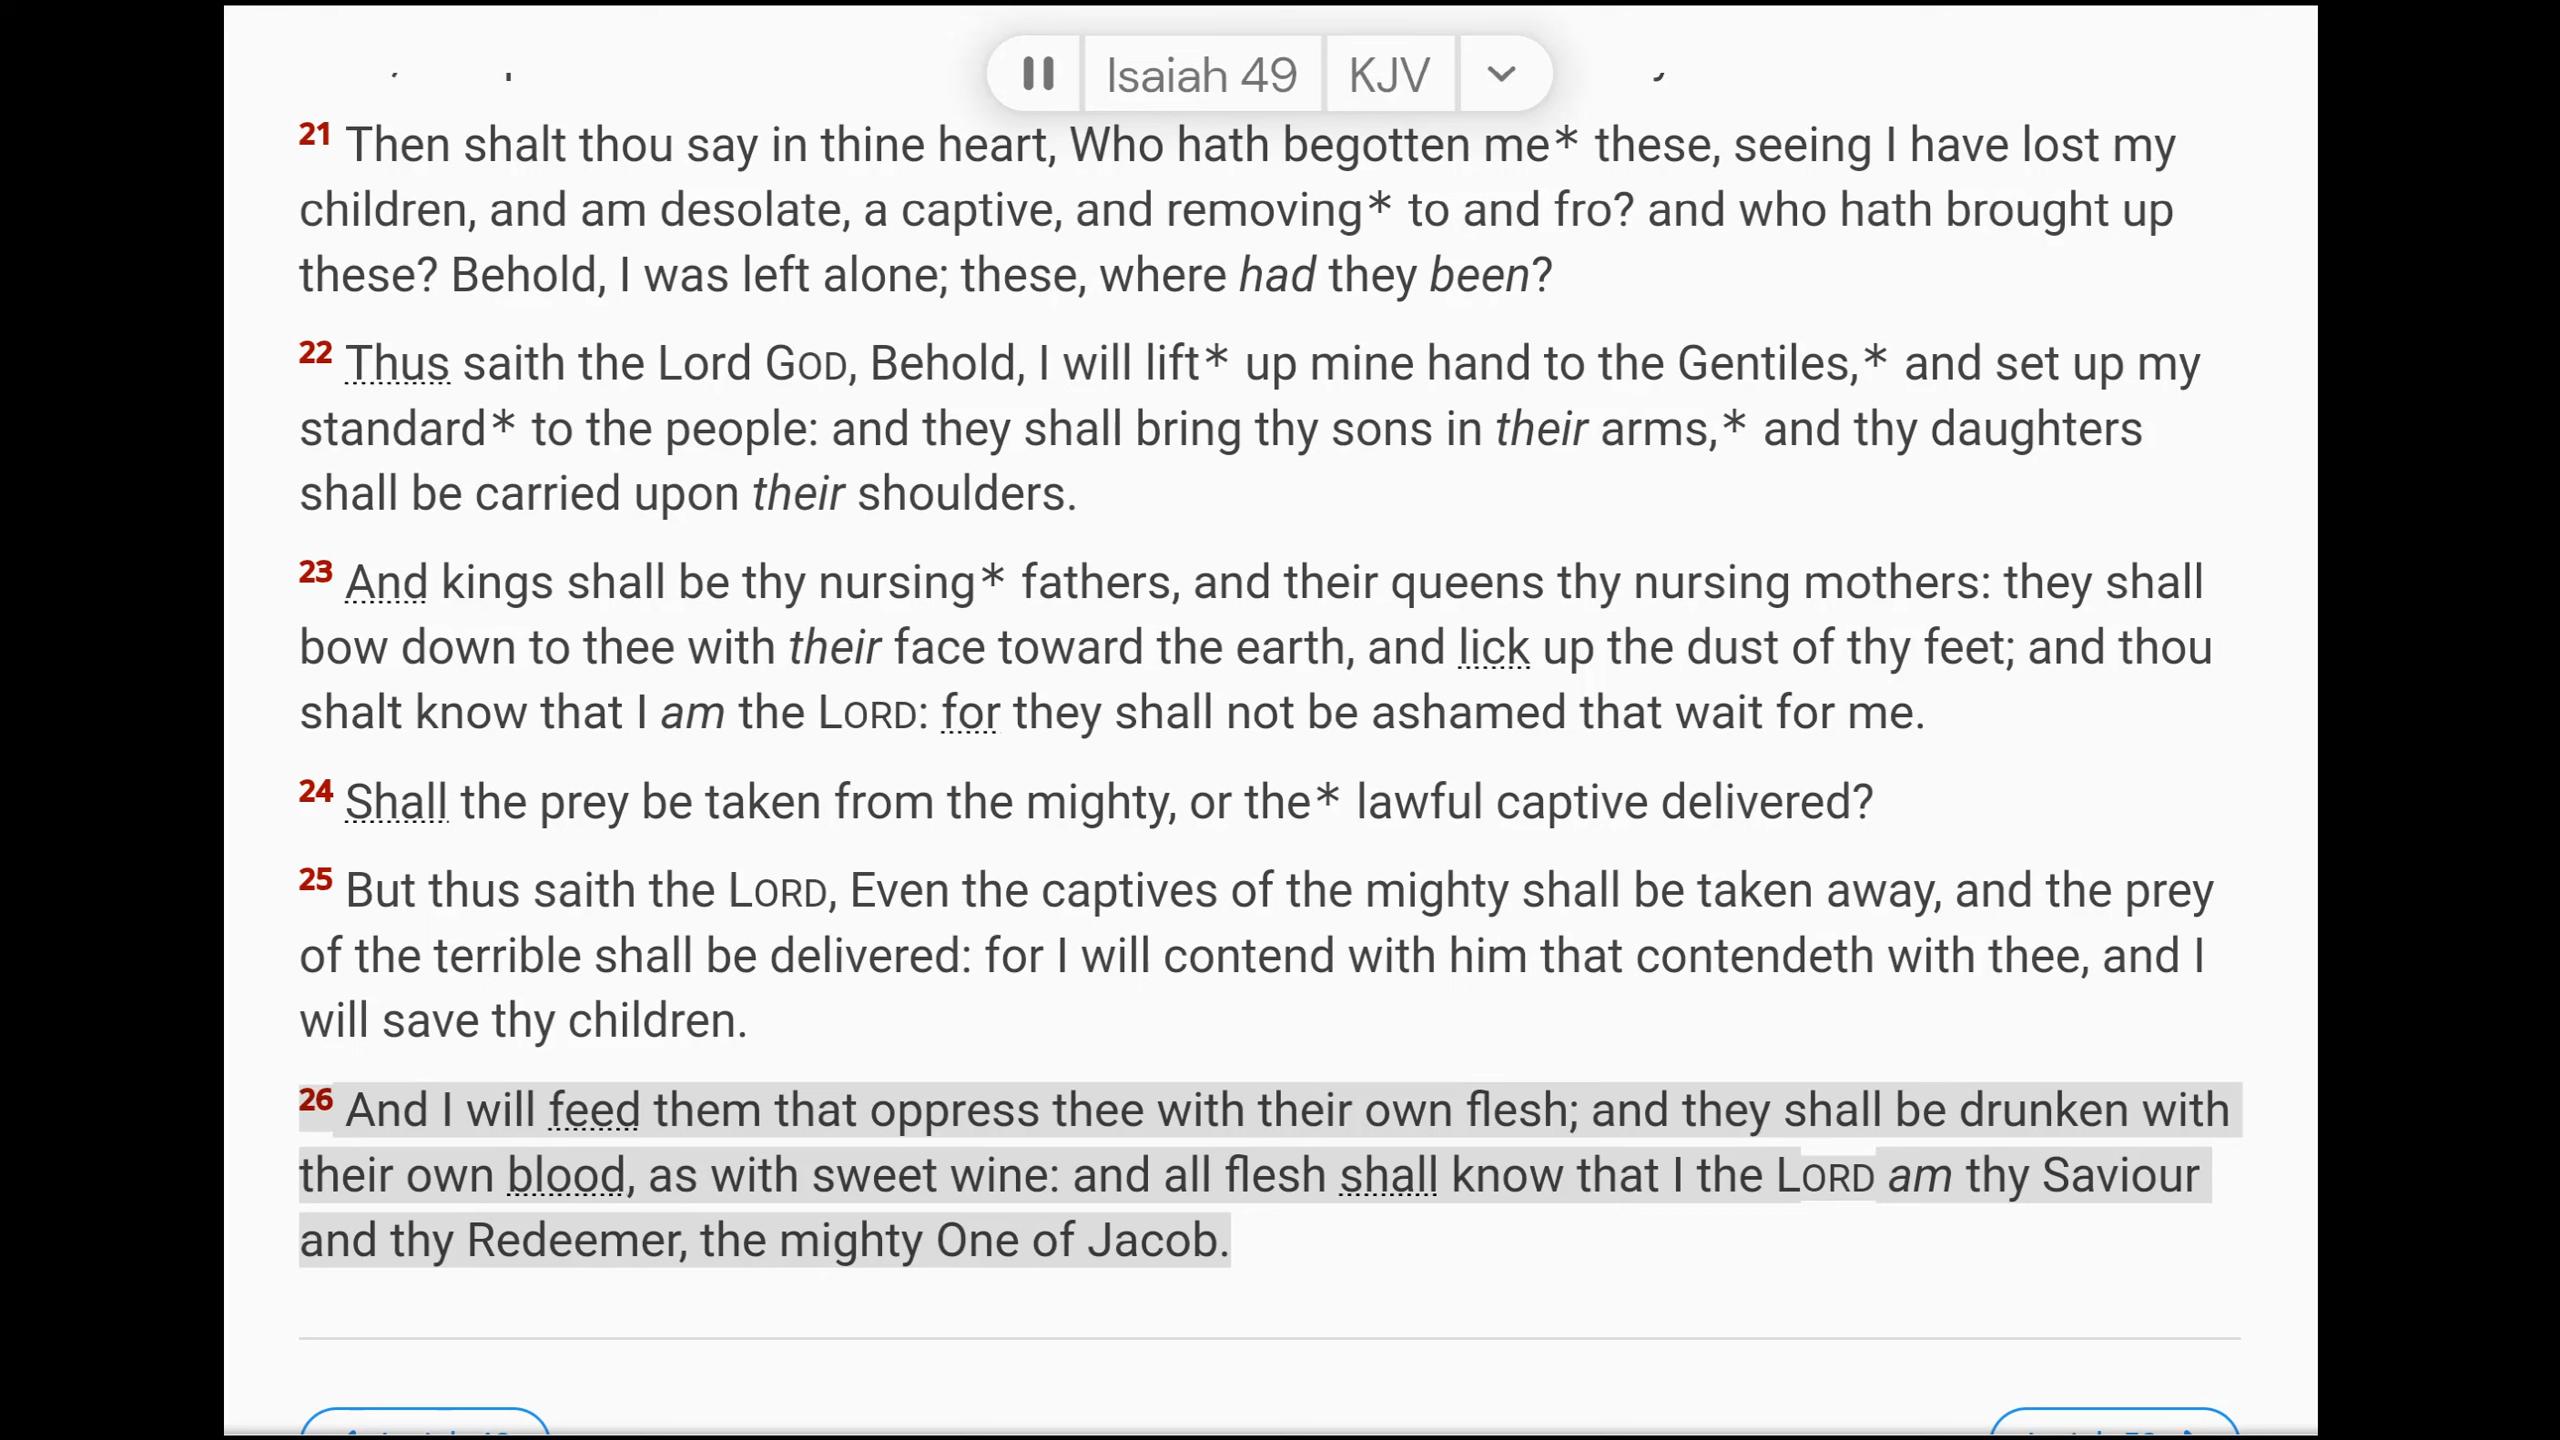 Isaiah 49 KJV
21 Then shalt thou say in thine heart, Who hath begotten me* these, seeing I have lost my
children, and am desolate, a captive, and removing* to and fro? and who hath brought up
these? Behold, I was left alone; these, where had they been?
22 Thus saith the Lord GOD, Behold, I will lift* up mine hand to the Gentiles,* and set up my
standard* to the people: and they shall bring thy sons in their arms,* and thy daughters
shall be carried upon their shoulders.
23 And kings shall be thy nursing* fathers, and their queens thy nursing mothers: they shall
bow down to thee with their face toward the earth, and lick up the dust of thy feet; and thou
shalt know that I am the LORD: for they shall not be ashamed that wait for me.
24 Shall the prey be taken from the mighty, or the* lawful captive delivered?
25 But thus saith the LORD, Even the captives of the mighty shall be taken away, and the prey
of the terrible shall be delivered: for I will contend with him that contendeth with thee, and I
will save thy children.
26 And I will feed them that oppress thee with their own flesh; and they shall be drunken with
their own blood, as with sweet wine: and all flesh shall know that I the LORD am thy Saviour
and thy Redeemer, the mighty One of Jacob.